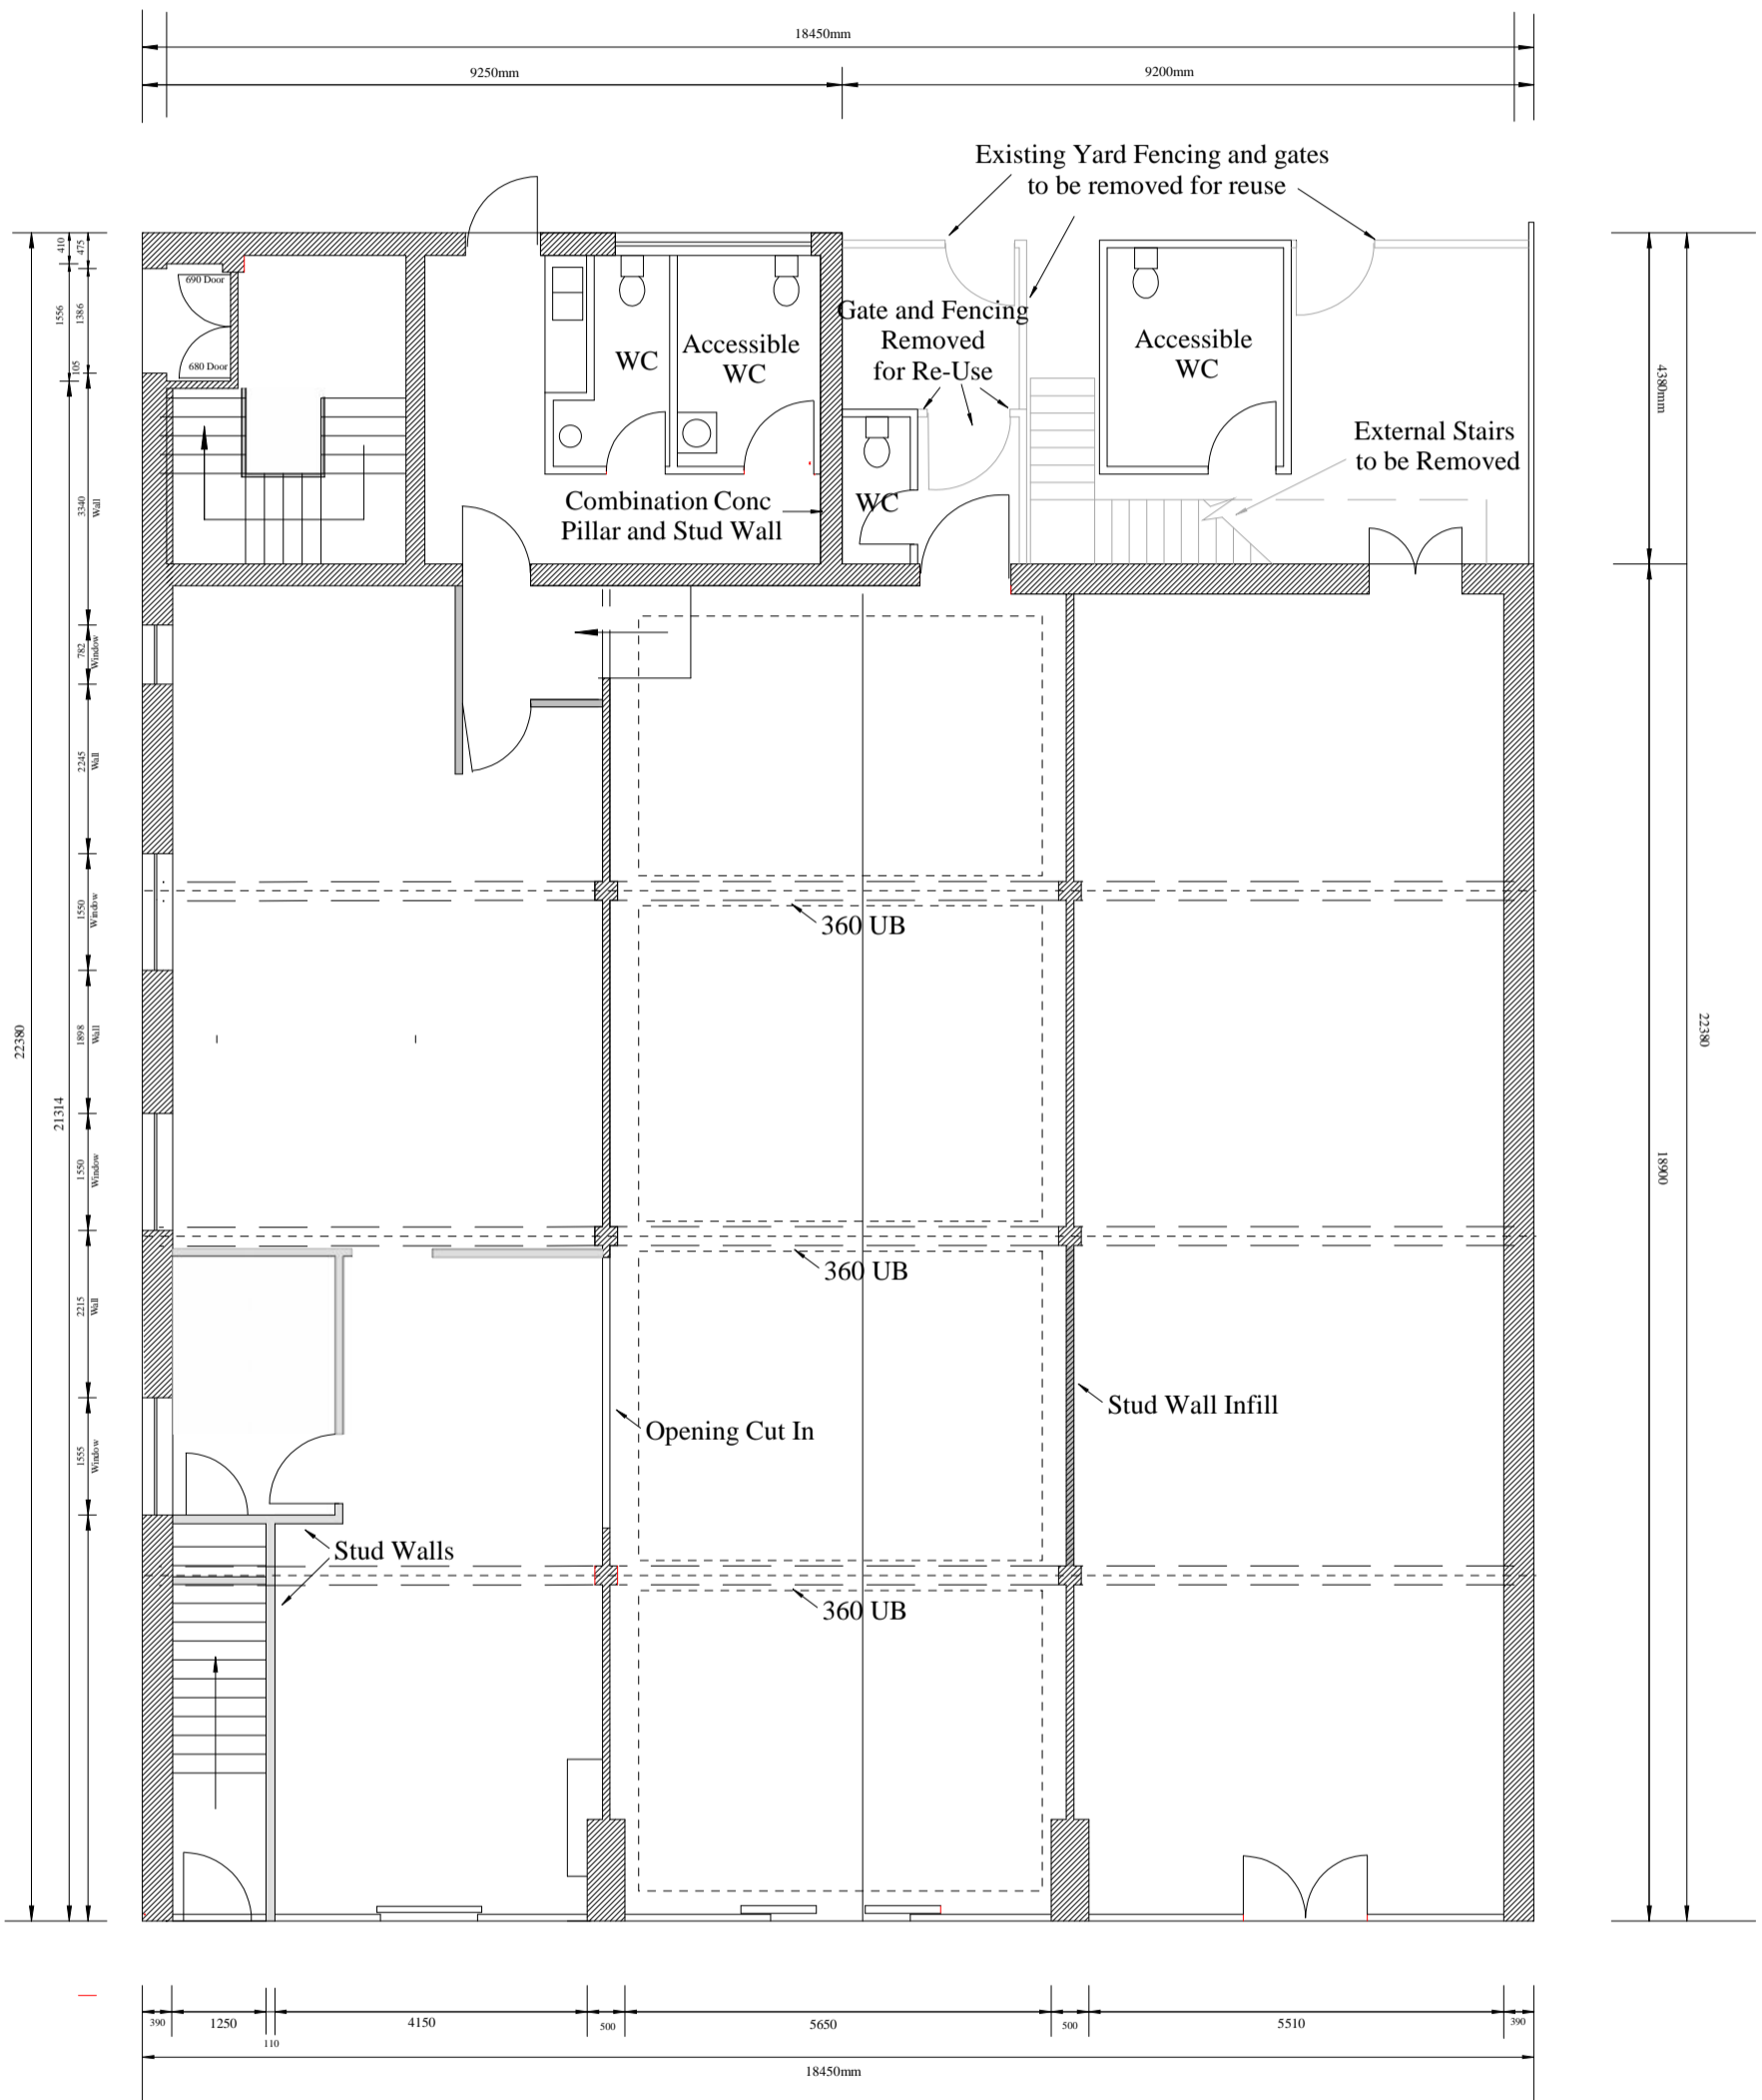 18450mm
9250mm
9200mm
Existing Yard Fencing and gates
to be removed for reuse
410
475
690 Door
1556
1386
680 Door
105
Gate and Fencing
Removed
for Re-Use
WC
Accessible
WC
Accessible
WC
4380mm
External Stairs
to be Removed
3340
Wall
Combination Conc
Pillar and Stud Wall
WC
782
Window
2245
Wall
1550
Window
360 UB
22380
21314
1898
Wall
22380
1550
Window
18900
360 UB
2215
Wall
Stud Wall Infill
Opening Cut In
1555
Window
Stud Walls
360 UB
390
1250
110
4150
500
5650
500
5510
390
18450mm